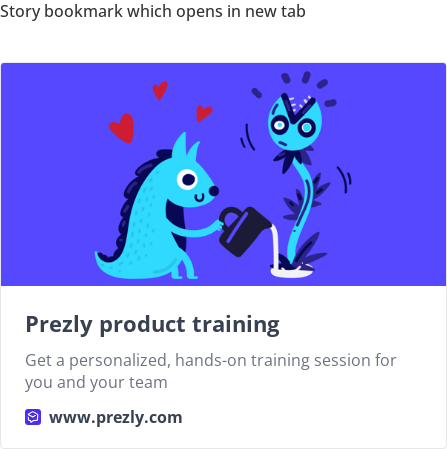 Story bookmark which opens in new tab
Prezly product training
Get a personalized, hands-on training session for
you and your team
www.prezly.com